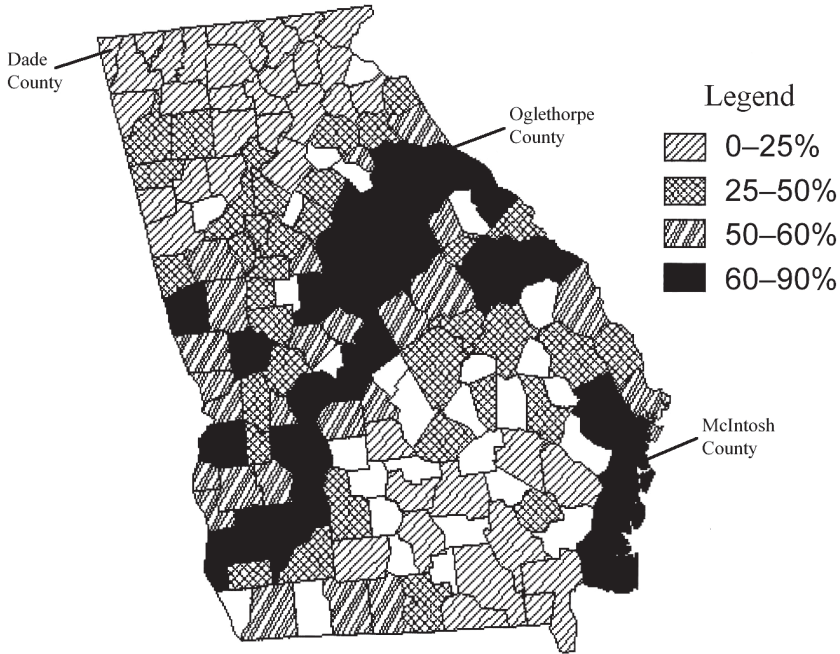 Dade
County
Oglethorpe
County
Legend
0–25%
25–50%
50–60%
60–90%
McIntosh
County